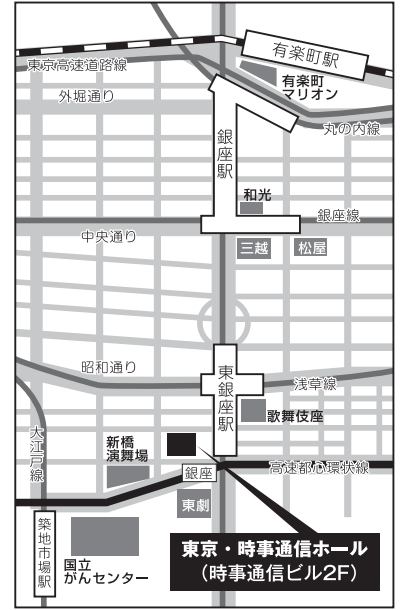 有楽町駅
東京高速道路線
有楽町
マリオン
外堀通り
丸の内線
銀座駅
和光
銀座線
中央通り
三越
松屋
昭和通り
東銀座駅
浅草線
歌舞伎座
大江戸線
新橋
演舞場
銀座
高速都心環状線
東劇
築地市場駅
国立
がんセンター
東京・時事通信ホール
（時事通信ビル2F）